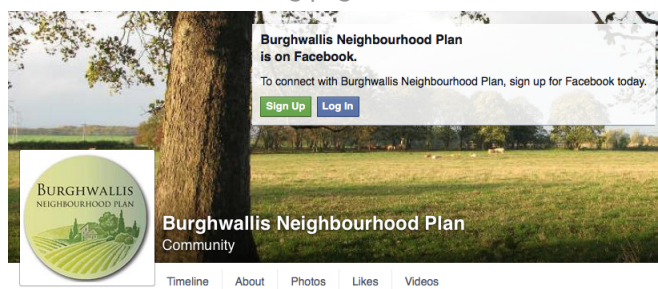 Burghwallis Neighbourhood Plan
is on Facebook.
To connect with Burghwallis Neighbourhood Plan, sign up for Facebook today.
Sign Up Log In
BURGHWALLIS
NEIGHBOURHOOD PLAN
Burghwallis Neighbourhood Plan
Community
Timeline About Photos Likes Videos